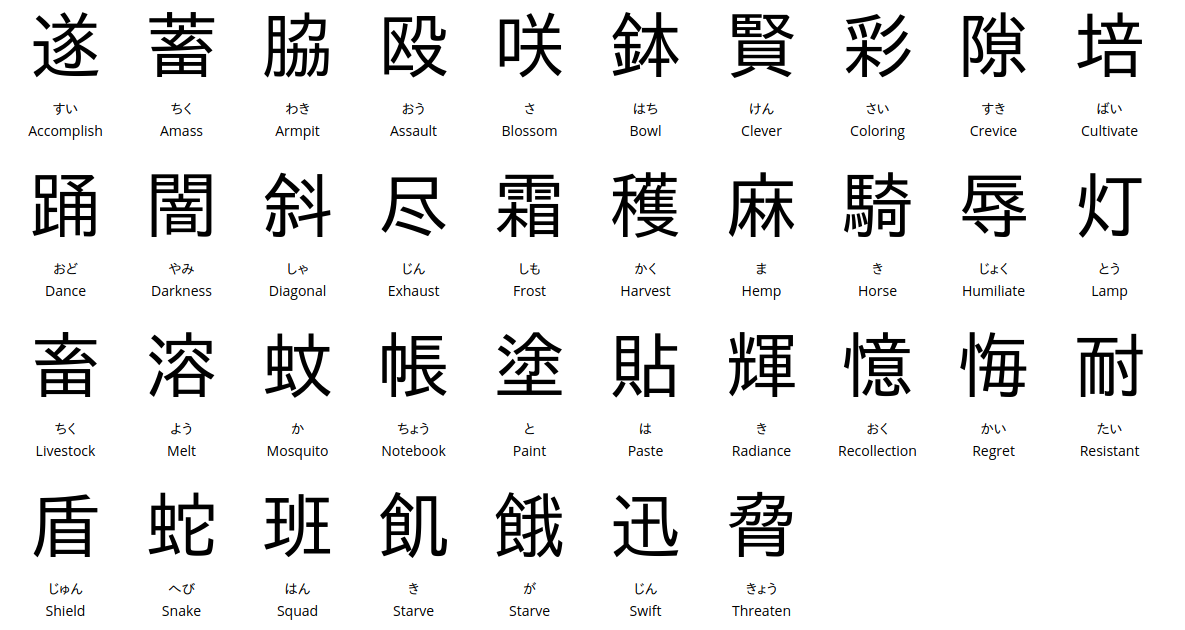 遂 蓄 脇 殴 咲 鉢 賢 彩 隙 培
すい ちく わき おう さ はち けん さい すき ばい
Accomplish Amass Armpit Assault Blossom Bowl Clever Coloring Crevice Cultivate
踊 闇 斜 尽 霜 穫 麻 騎 辱 灯
おど やみ しゃ じん しも かく ま き じょく とう
Dance Darkness Diagonal Exhaust Frost Harvest Hemp Horse Humiliate Lamp
畜 溶 蚊 帳 塗 貼 輝 憶 悔 耐
ちく よう か ちょう と は き おく かい たい
Livestock Melt Mosquito Notebook Paint Paste Radiance Recollection Regret Resistant
盾 蛇 班 飢 餓 迅 脅
じゅん へび はん き が じん きょう
Shield Snake Squad Starve Starve Swift Threaten